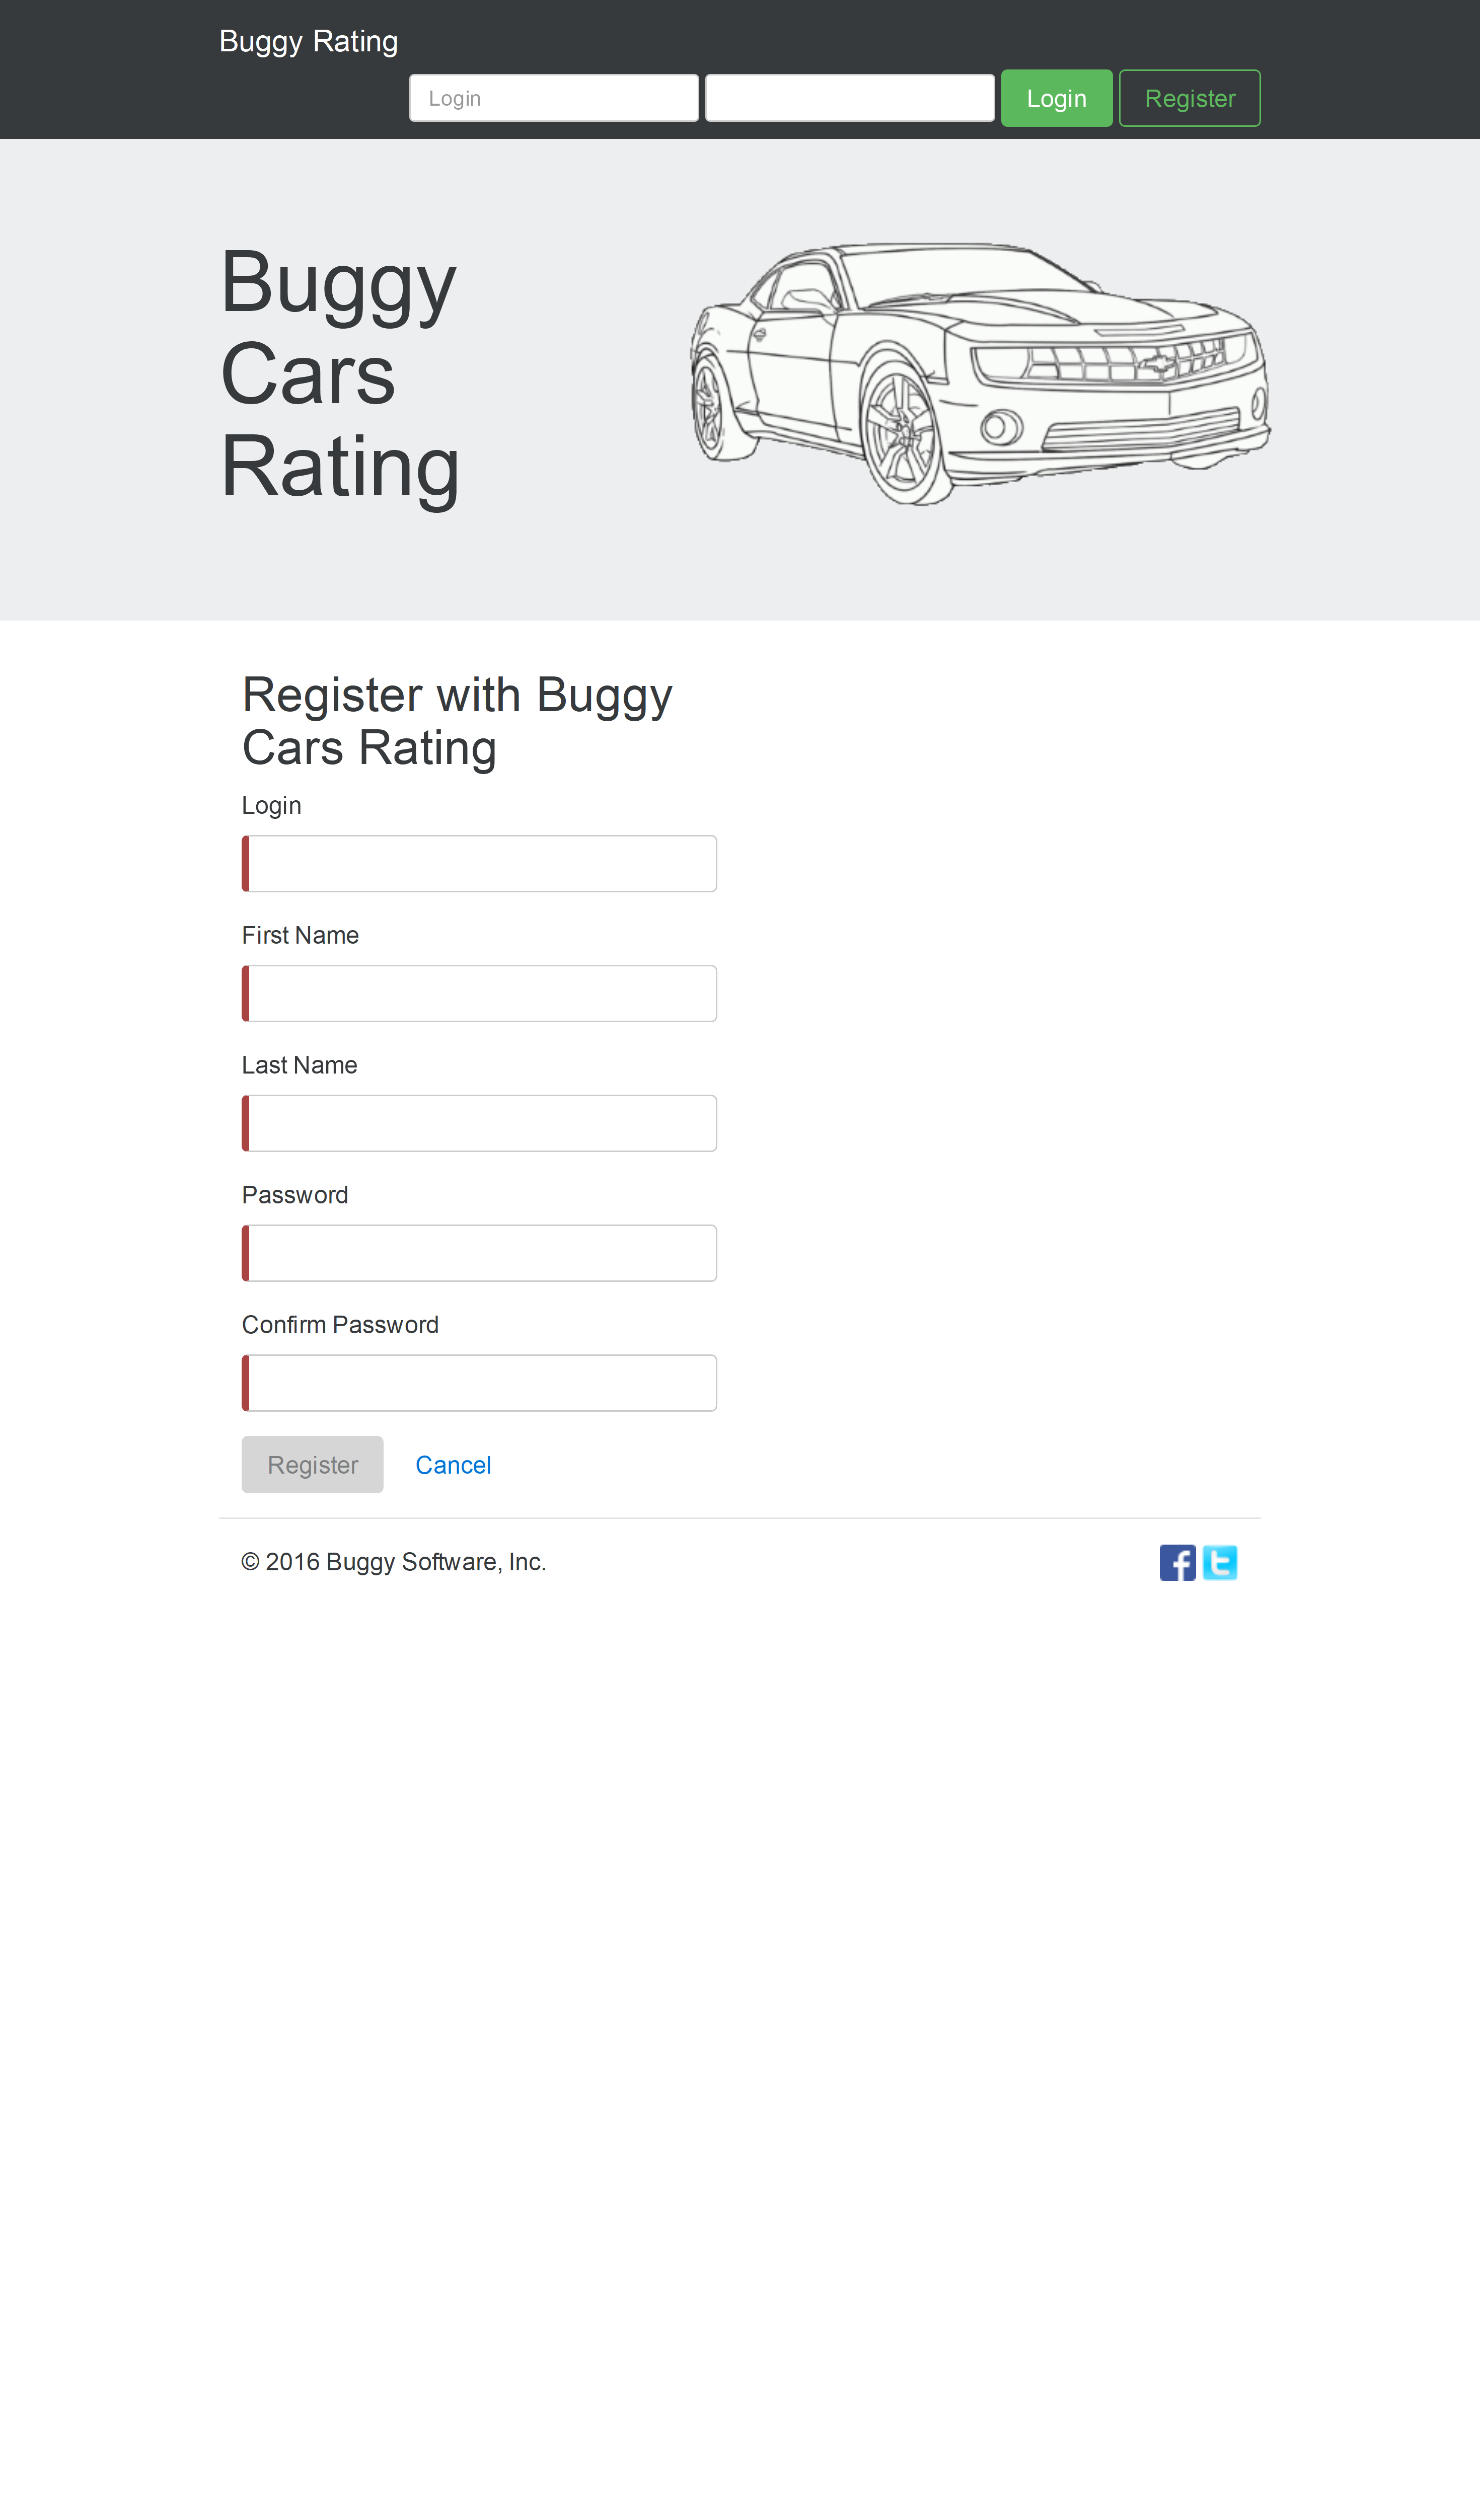 Buggy Rating
Login
Login
Register
Buggy
Cars
Rating
Register with Buggy
Cars Rating
Login
First Name
Last Name
Password
Confirm Password
Register
Cancel
© 2016 Buggy Software, Inc.